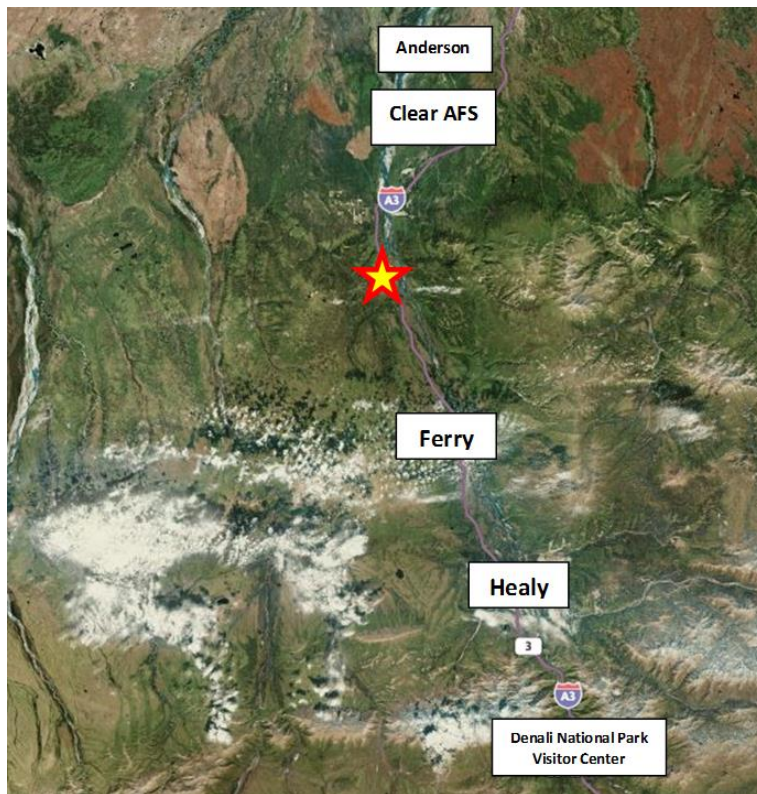 Anderson
Clear AFS
A3
Ferry
Healy
3
A3
Denali National Park
Visitor Center